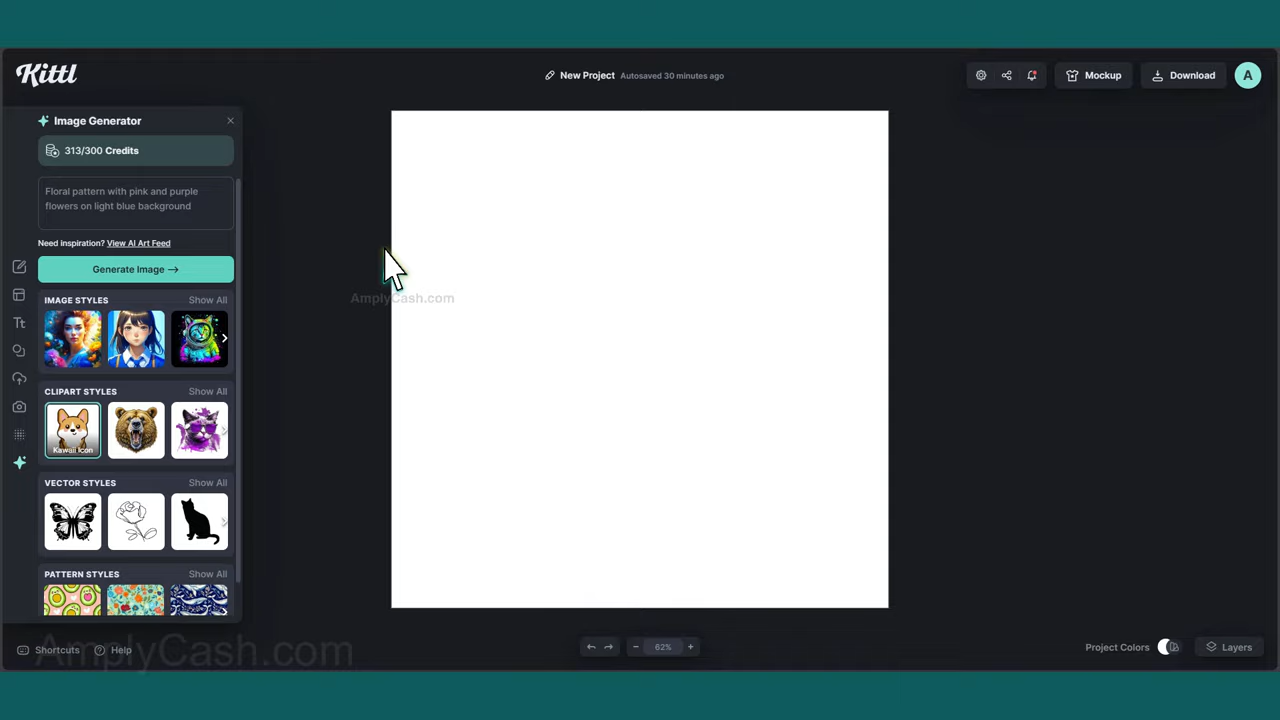 Kittl
New Project Autosaved 30 minutes ago
Mockup
Download
A
Image Generator
313/300 Credits
Floral pattern with pink and purple
flowers on light blue background
Need inspiration? View AI Art Feed
Generate Image
IMAGE STYLES Show All
CLIPART STYLES Show All
Kawaii Icon
VECTOR STYLES Show All
PATTERN STYLES Show All
Tt
AmplyCash.com
Shortcuts
Help
AmplyCash.com
62%
Project Colors
Layers